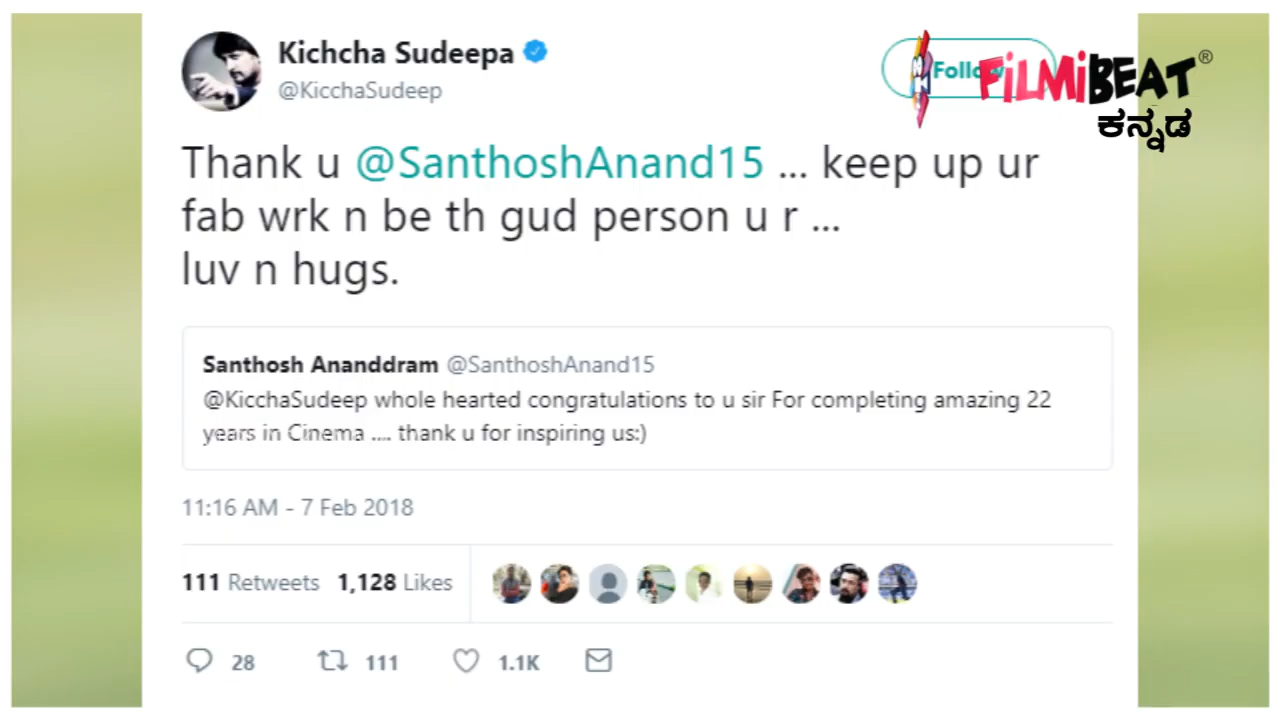 Kichcha Sudeepa
@KicchaSudeep
Follow
FiLMiBEAT®
ಕನ್ನಡ
Thank u @SanthoshAnand15 ... keep up ur
fab wrk n be th gud person u r ...
luv n hugs.
Santhosh Ananddram @SanthoshAnand15
@KicchaSudeep whole hearted congratulations to u sir For completing amazing 22
years in Cinema .... thank u for inspiring us:)
11:16 AM - 7 Feb 2018
111 Retweets 1,128 Likes
28 111 1.1K